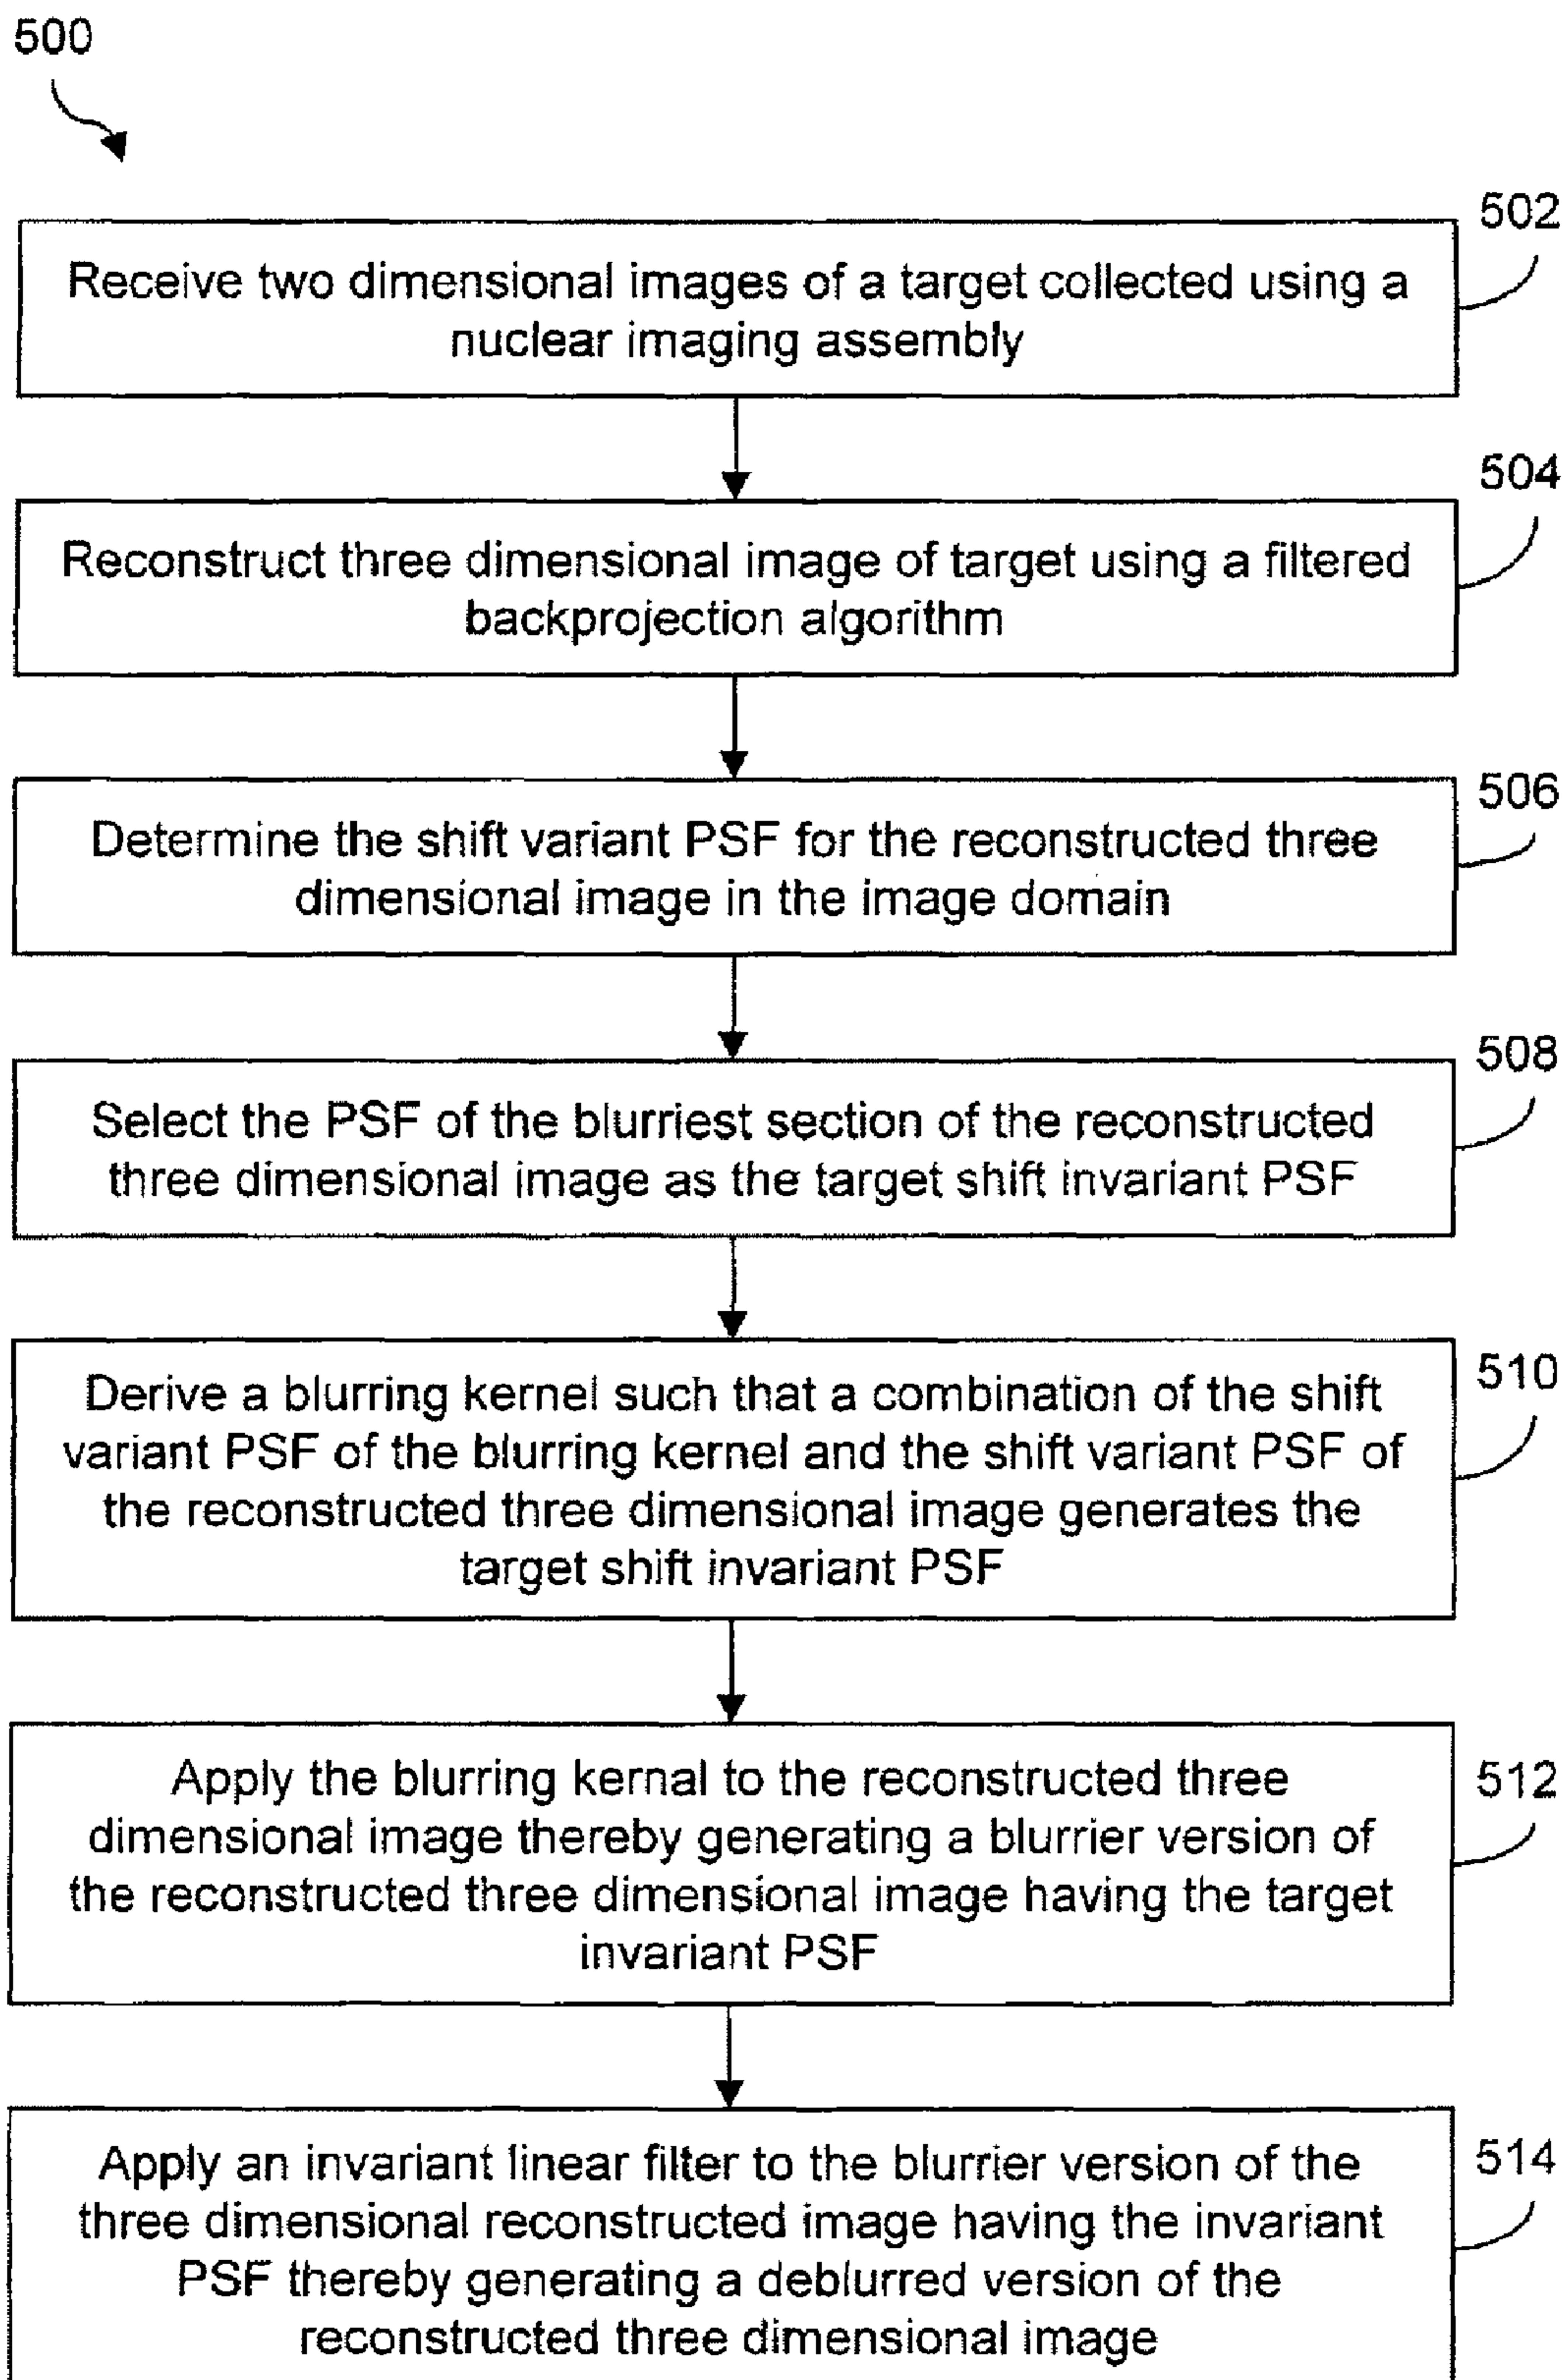 500
502
Receive two dimensional images of a target collected using a
nuclear imaging assembly
504
Reconstruct three dimensional image of target using a filtered
backprojection algorithm
506
Determine the shift variant PSF for the reconstructed three
dimensional image in the image domain
508
Select the PSF of the blurriest section of the reconstructed
three dimensional image as the target shift invariant PSF
510
Derive a blurring kernel such that a combination of the shift
variant PSF of the blurring kernel and the shift variant PSF of
the reconstructed three dimensional image generates the
target shift invariant PSF
512
Apply the blurring kernal to the reconstructed three
dimensional image thereby generating a blurrier version of
the reconstructed three dimensional image having the target
invariant PSF
514
Apply an invariant linear filter to the blurrier version of the
three dimensional reconstructed image having the invariant
PSF thereby generating a deblurred version of the
reconstructed three dimensional image